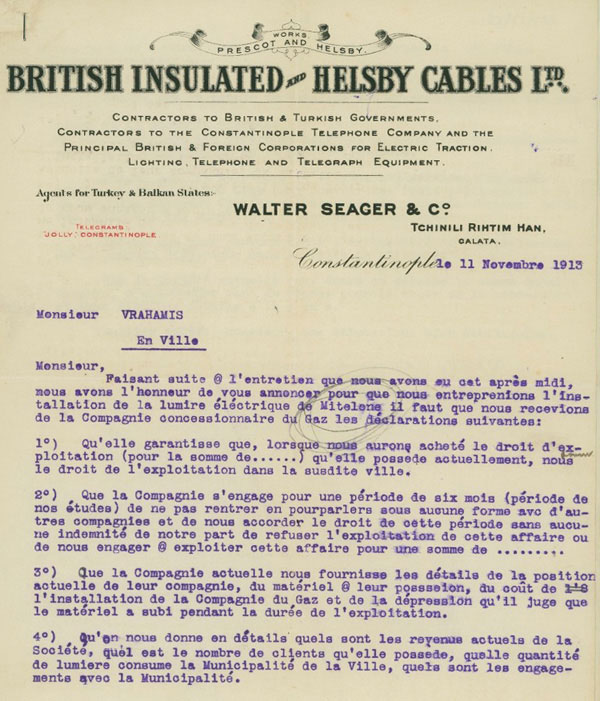 WORKS
PRESCOT AND HELSBY.
BRITISH INSULATED AND HELSBY CABLES LTD.
CONTRACTORS TO BRITISH & TURKISH GOVERNMENTS,
CONTRACTORS TO THE CONSTANTINOPLE TELEPHONE COMPANY AND THE
PRINCIPAL BRITISH & FOREIGN CORPORATIONS FOR ELECTRIC TRACTION.
LIGHTING, TELEPHONE AND TELEGRAPH EQUIPMENT.
Agents for Turkey & Balkan States:-
WALTER SEAGER & CO.
TELEGRAMS:
"JOLLY," CONSTANTINOPLE
TCHINILI RIHTIM HAN,
GALATA.
Constantinople le 11 Novembre 1913
Monsieur VRAHAMIS
En Ville
Monsieur,
Faisant suite @ l'entretien que nous avons eu cet après midi,
nous avons l'honneur de vous annoncer pour que nous entreprenions l'ins-
tallation de la lumire éléctrique de Mitelene il faut que nous recevions
de la Compagnie concessionnaire du Gaz les déclarations suivantes:
1°) Qu'elle garantisse que, lorsque nous aurons acheté le droit d'ex-
ploitation (pour la somme de......) qu'elle possede actuellement, nous
le droit de l'exploitation dans la susdite ville.
2°) Que la Compagnie s'engage pour une période de six mois (période de
nos études) de ne pas rentrer en pourparlers sous aucune forme avc d'au-
tres compagnies et de nous accorder le droit de cette période sans aucu-
ne indemnité de notre part de refuser l'exploitation de cette affaire ou
de nous engager @ exploiter cette affaire pour une somme de .........
3°) Que la Compagnie actuelle nous fournisse les détails de la position
actuelle de leur compagnie, du matériel @ leur posssеion, du coût de
l'installation de la Compagnie du Gaz et de la dépression qu'il juge que
le matériel a subi pendant la durée de l'exploitation.
4°) Qu'on nous donne en détails quels sont les revenus actuels de la
Société, quel est le nombre de clients qu'elle possede, quelle quantité
de lumiere consume la Municipalité de la Ville, quels sont les engage-
ments avec la Municipalité.